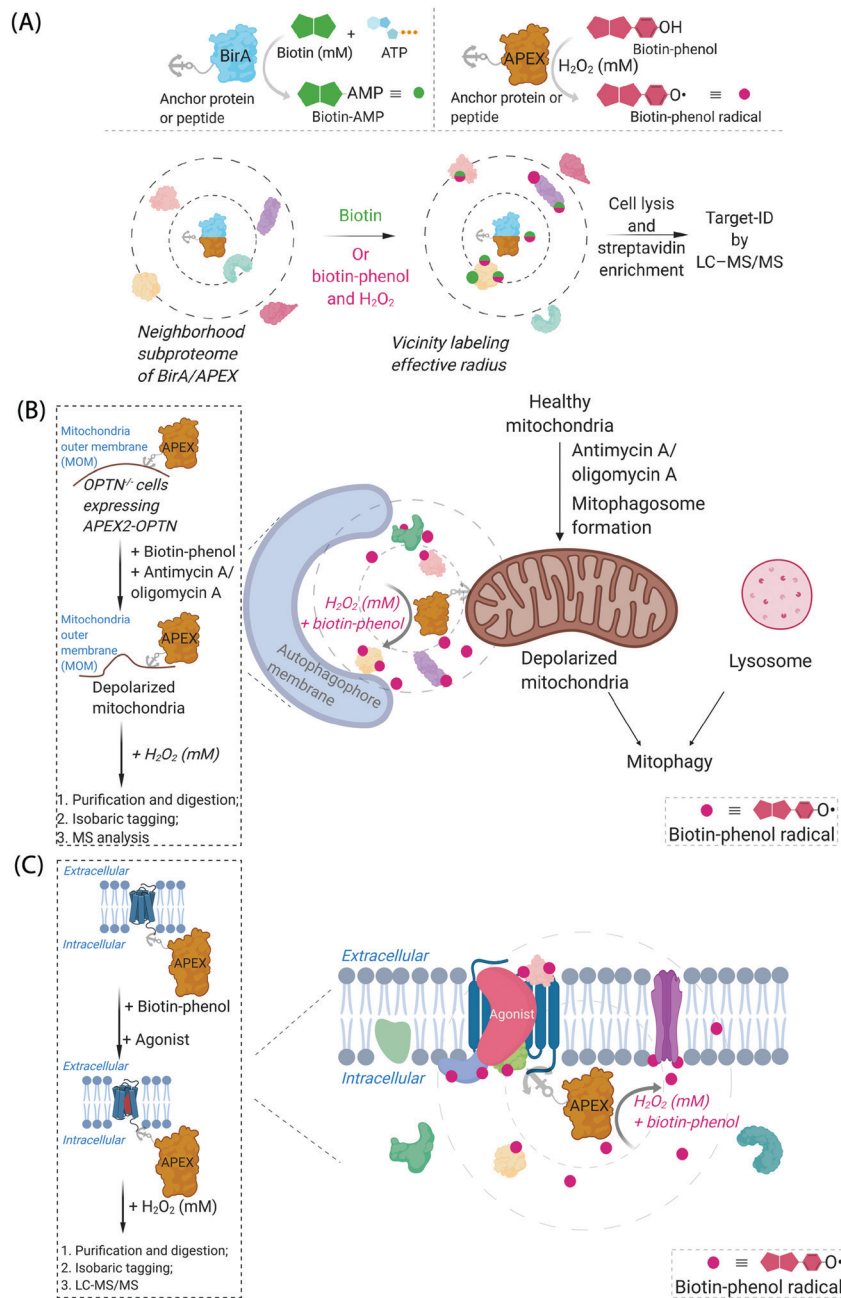 (A)
BirA
Biotin (mM)
+
ATP
Anchor protein
or peptide
AMP ≡
Biotin-AMP
APEX
OH
Biotin-phenol
H₂O₂ (mM)
Anchor protein or
peptide
O• ≡
Biotin-phenol radical
Biotin
Or
biotin-phenol
and H₂O₂
Cell lysis
and
streptavidin
enrichment
Target-ID
by
LC–MS/MS
Neighborhood
subproteome
of BirA/APEX
Vicinity labeling
effective radius
(B)
Mitochondria
outer membrane
(MOM)
APEX
OPTN⁻/⁻ cells
expressing
APEX2-OPTN
+ Biotin-phenol
+ Antimycin A/
oligomycin A
Mitochondria
outer
membrane
(MOM)
APEX
Depolarized
mitochondria
+ H₂O₂ (mM)
1. Purification and digestion;
2. Isobaric tagging;
3. MS analysis
Healthy
mitochondria
Antimycin A/
oligomycin A
Mitophagosome
formation
H₂O₂ (mM)
+ biotin-phenol
APEX
Autophagophore
membrane
Depolarized
mitochondria
Lysosome
Mitophagy
≡ O•
Biotin-phenol radical
(C)
Extracellular
Intracellular
APEX
+ Biotin-phenol
+ Agonist
Extracellular
Intracellular
APEX
+ H₂O₂ (mM)
1. Purification and digestion;
2. Isobaric tagging;
3. LC-MS/MS
Extracellular
Agonist
Intracellular
APEX
H₂O₂ (mM)
+ biotin-phenol
≡ O•
Biotin-phenol radical